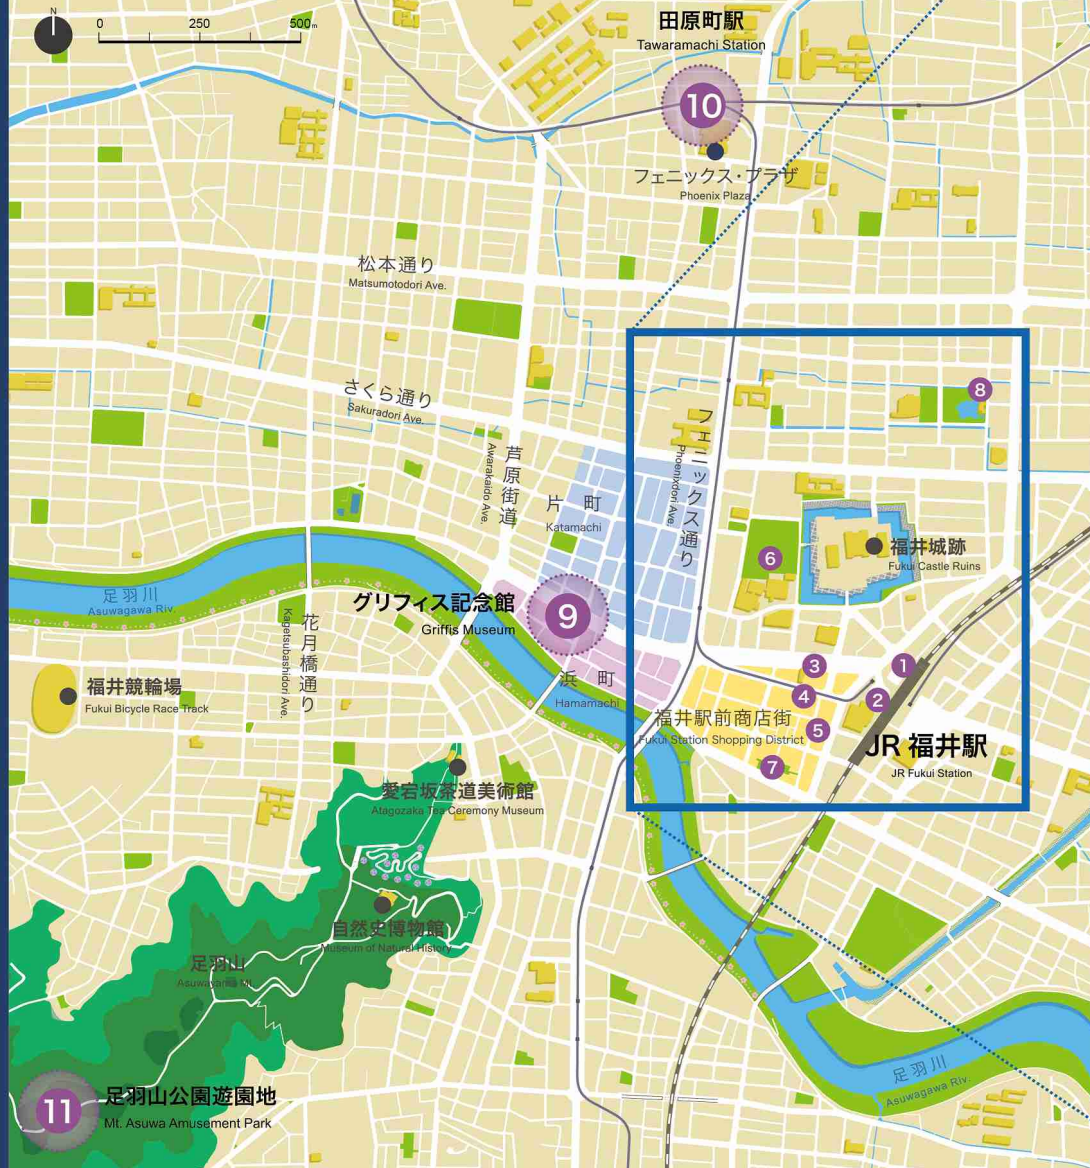 N
0 250 500m
田原町駅
Tawaramachi Station
10
フェニックス・プラザ
Phoenix Plaza
松本通り
Matsumotodori Ave.
さくら通り
Sakuradori Ave.
8
フェニックス通り
Phoenixdori Ave.
芦原街道
Awarakaido Ave.
片町
Katamachi
6
福井城跡
Fukui Castle Ruins
足羽川
Asuwagawa Riv.
グリフィス記念館
Griffis Museum
9
花月橋通り
Kagetsubashidori Ave.
浜町
Hamamachi
3
1
4
2
福井競輪場
Fukui Bicycle Race Track
福井駅前商店街
Fukui Station Shopping District
5
7
JR 福井駅
JR Fukui Station
愛宕坂茶道美術館
Atagozaka Tea Ceremony Museum
自然史博物館
Museum of Natural History
足羽山
Asuwayama Mt.
足羽川
Asuwagawa Riv.
11
足羽山公園遊園地
Mt. Asuwa Amusement Park